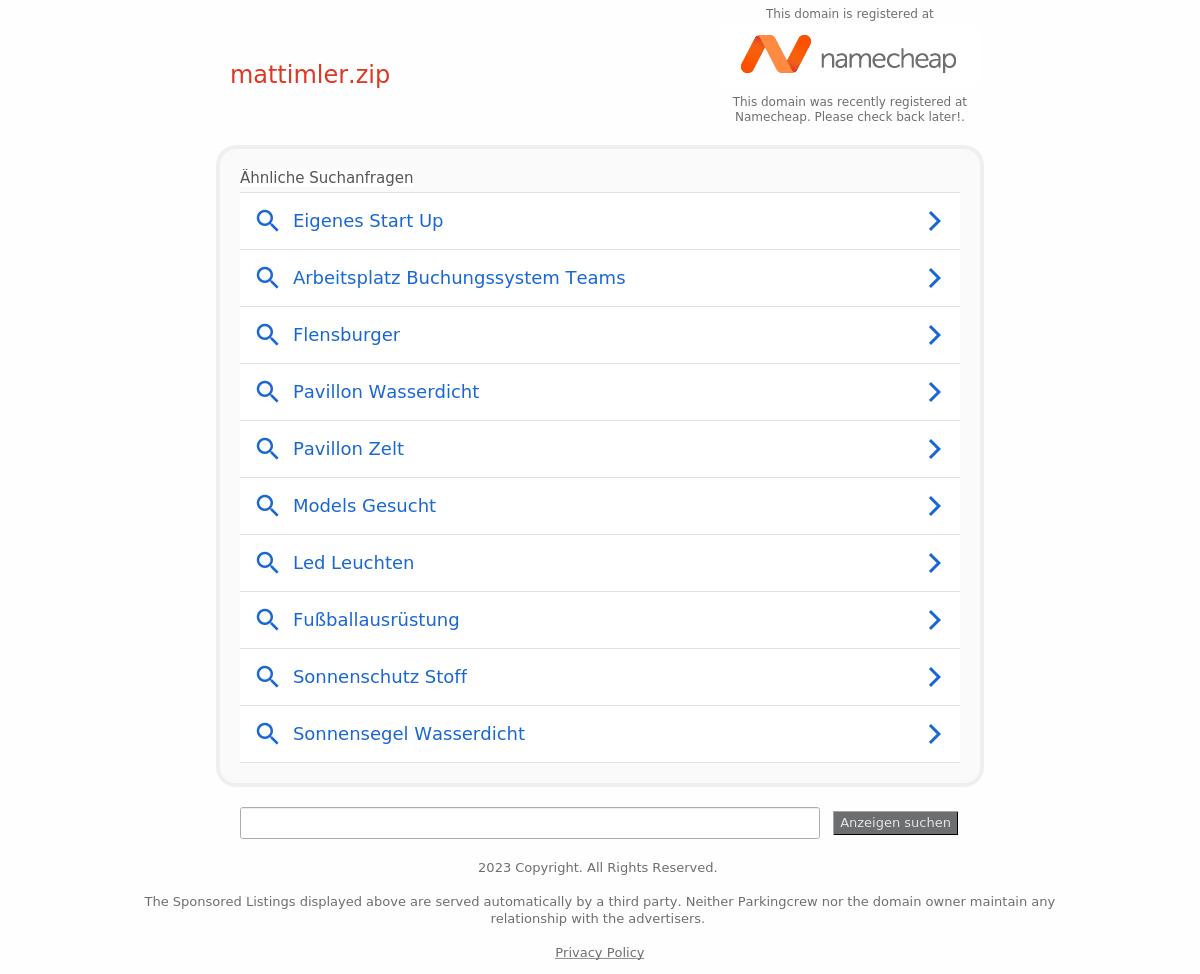 This domain is registered at
namecheap
mattimler.zip
This domain was recently registered at
Namecheap. Please check back later!.
Ähnliche Suchanfragen
Eigenes Start Up
Arbeitsplatz Buchungssystem Teams
Flensburger
Pavillon Wasserdicht
Pavillon Zelt
Models Gesucht
Led Leuchten
Fußballausrüstung
Sonnenschutz Stoff
Sonnensegel Wasserdicht
Anzeigen suchen
2023 Copyright. All Rights Reserved.
The Sponsored Listings displayed above are served automatically by a third party. Neither Parkingcrew nor the domain owner maintain any
relationship with the advertisers.
Privacy Policy